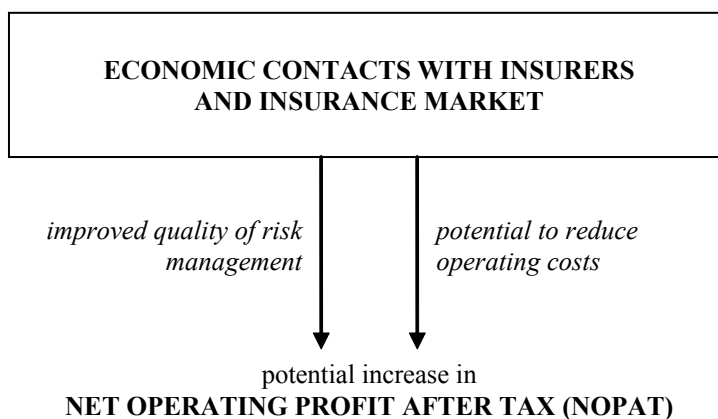 ECONOMIC CONTACTS WITH INSURERS
AND INSURANCE MARKET
improved quality of risk
management
potential to reduce
operating costs
potential increase in
NET OPERATING PROFIT AFTER TAX (NOPAT)